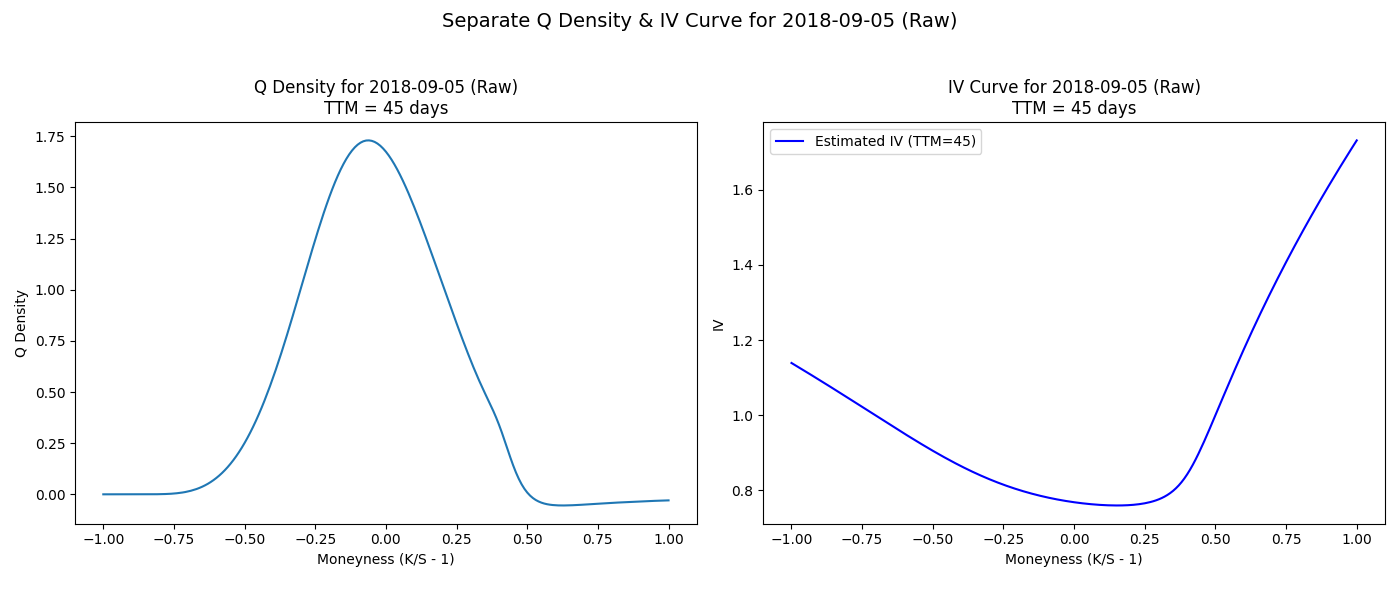 Separate Q Density & IV Curve for 2018-09-05 (Raw)
Q Density for 2018-09-05 (Raw)
TTM = 45 days
Q Density
1.75
1.50
1.25
1.00
0.75
0.50
0.25
0.00
−1.00 −0.75 −0.50 −0.25 0.00 0.25 0.50 0.75 1.00
Moneyness (K/S - 1)
IV Curve for 2018-09-05 (Raw)
TTM = 45 days
Estimated IV (TTM=45)
IV
1.6
1.4
1.2
1.0
0.8
−1.00 −0.75 −0.50 −0.25 0.00 0.25 0.50 0.75 1.00
Moneyness (K/S - 1)